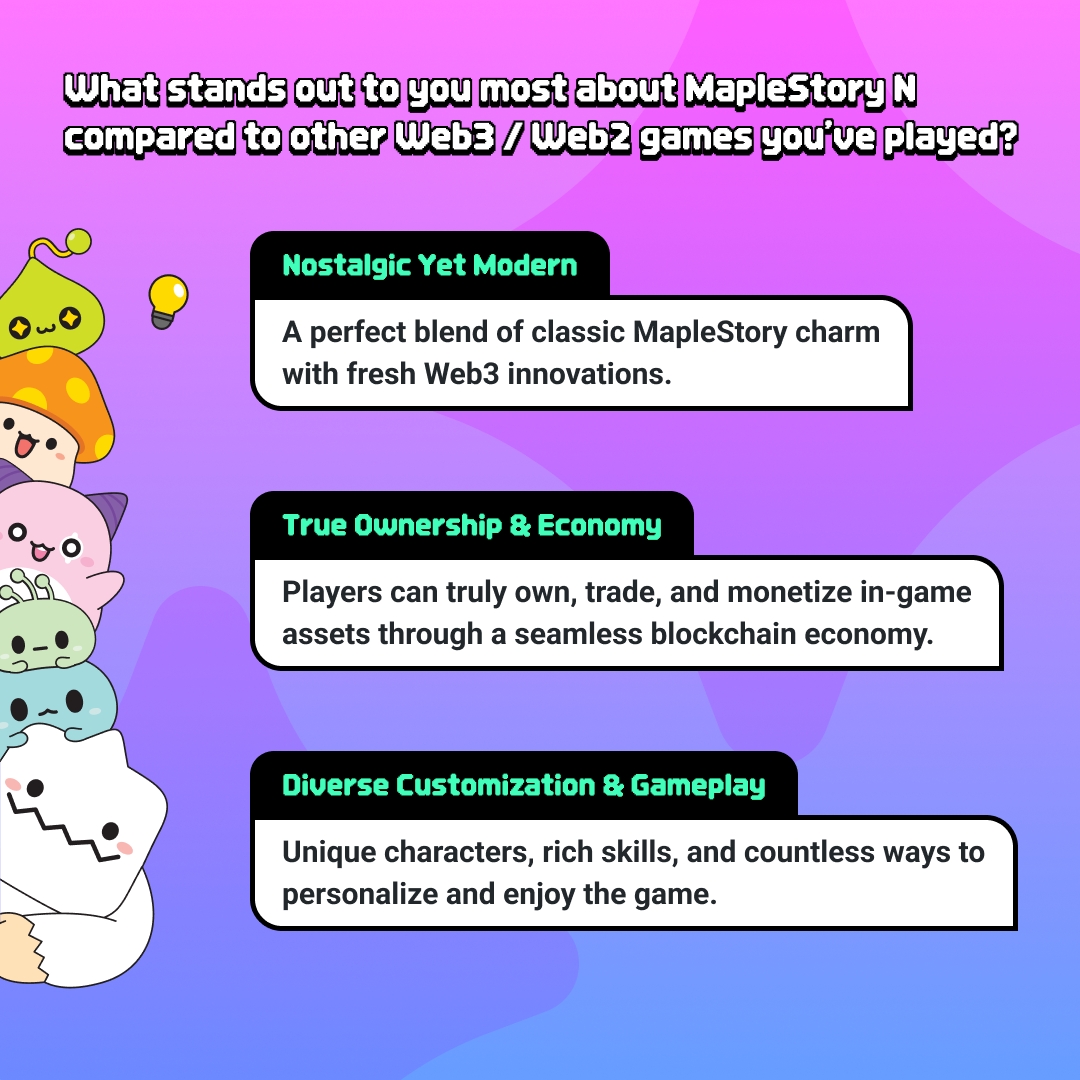 What stands out to you most about MapleStory N
compared to other Web3 / Web2 games you've played?
Nostalgic Yet Modern
A perfect blend of classic MapleStory charm
with fresh Web3 innovations.
True Ownership & Economy
Players can truly own, trade, and monetize in-game
assets through a seamless blockchain economy.
Diverse Customization & Gameplay
Unique characters, rich skills, and countless ways to
personalize and enjoy the game.